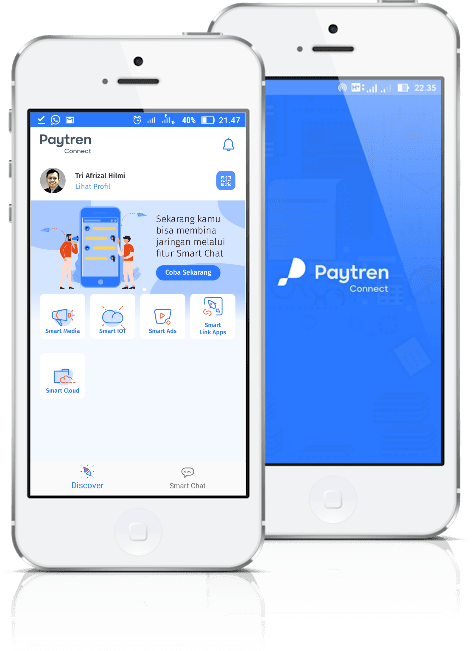 40% 21.47
Paytren
Connect
Tri Afrizal Hilmi
Lihat Profil
Sekarang kamu
bisa membina
jaringan melalui
fitur Smart Chat
Coba Sekarang
Smart Media
Smart IOT
Smart Ads
Smart
Link Apps
Smart Cloud
Discover
Smart Chat
22.35
Paytren
Connect